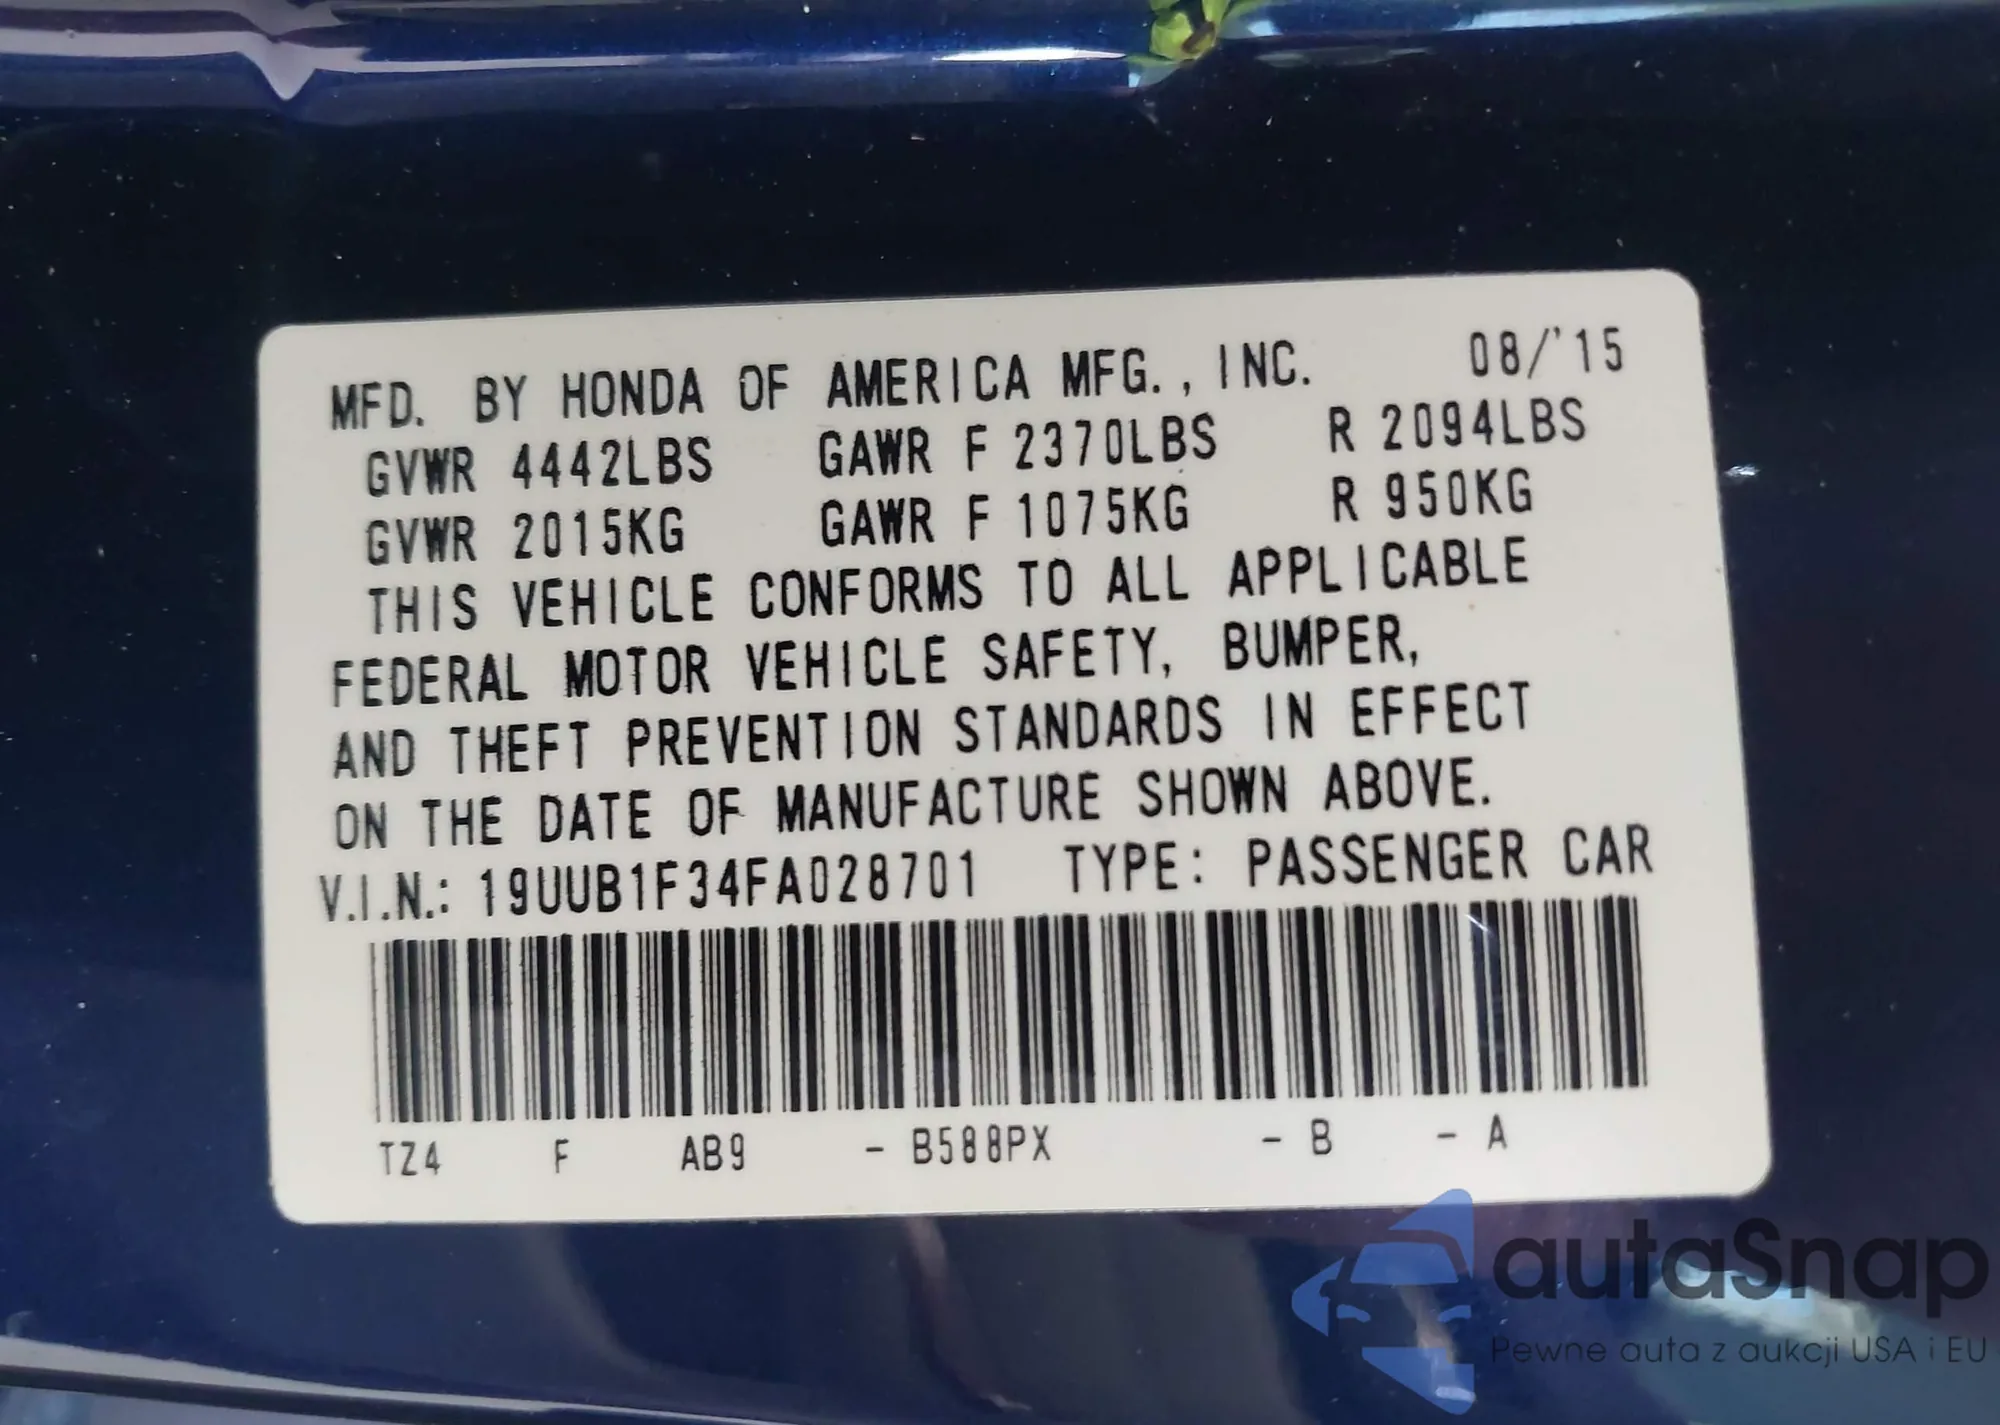 MFD. BY HONDA OF AMERICA MFG., INC. 08/'15
GVWR 4442LBS GAWR F 2370LBS R 2094LBS
GVWR 2015KG GAWR F 1075KG R 950KG
THIS VEHICLE CONFORMS TO ALL APPLICABLE
FEDERAL MOTOR VEHICLE SAFETY, BUMPER,
AND THEFT PREVENTION STANDARDS IN EFFECT
ON THE DATE OF MANUFACTURE SHOWN ABOVE.
V.I.N.: 19UUB1F34FA028701 TYPE: PASSENGER CAR
TZ4 F AB9 - B588PX - B - A
autaSnap
Pewne auta z aukcji USA i EU